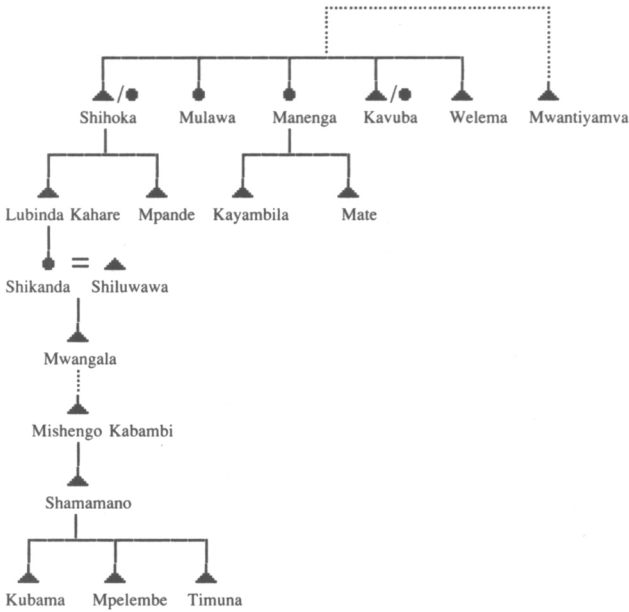 Shihoka Mulawa Manenga Kavuba Welema Mwantiyamva
Lubinda Kahare Mpande Kayambila Mate
Shikanda Shiluwawa
Mwangala
Mishengo Kabambi
Shamamano
Kubama Mpelembe Timuna